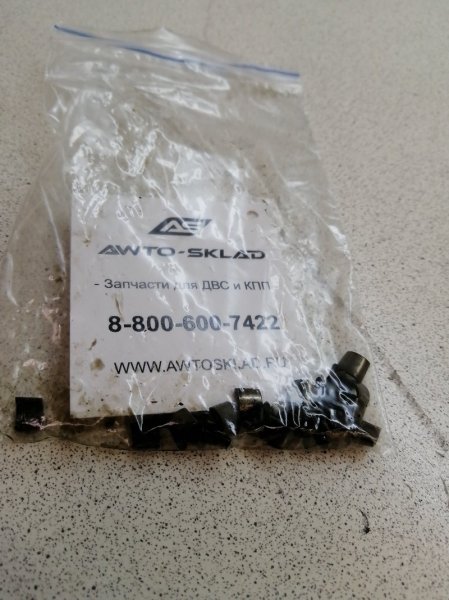 AWTO-SKLAD
- Запчасти для ДВС и КПП -
8-800-600-7422
WWW.AWTOSKLAD.RU